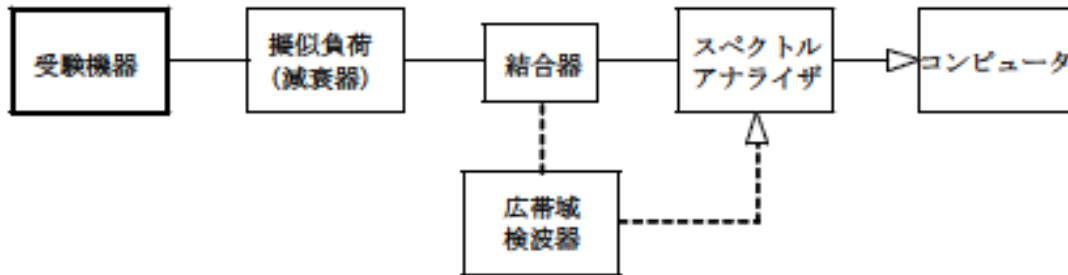 受験機器
擬似負荷
(減衰器)
結合器
スペクトル
アナライザ
コンピュータ
広帯域
検波器